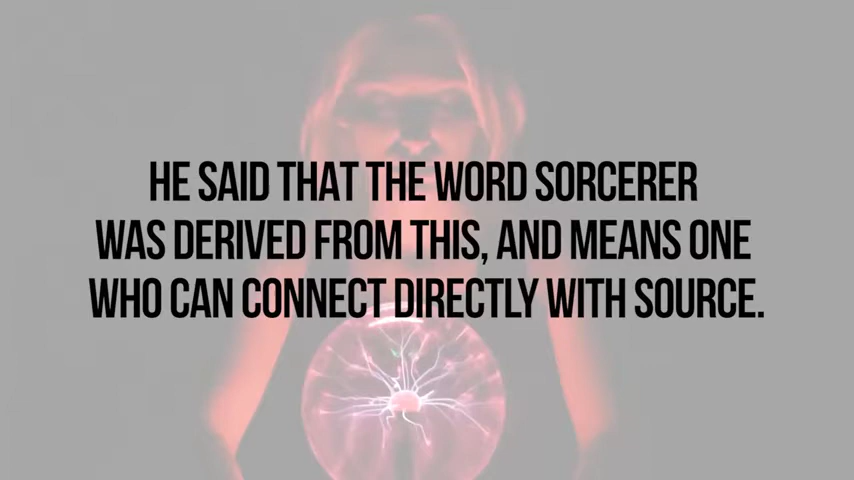 HE SAID THAT THE WORD SORCERER
WAS DERIVED FROM THIS, AND MEANS ONE
WHO CAN CONNECT DIRECTLY WITH SOURCE.